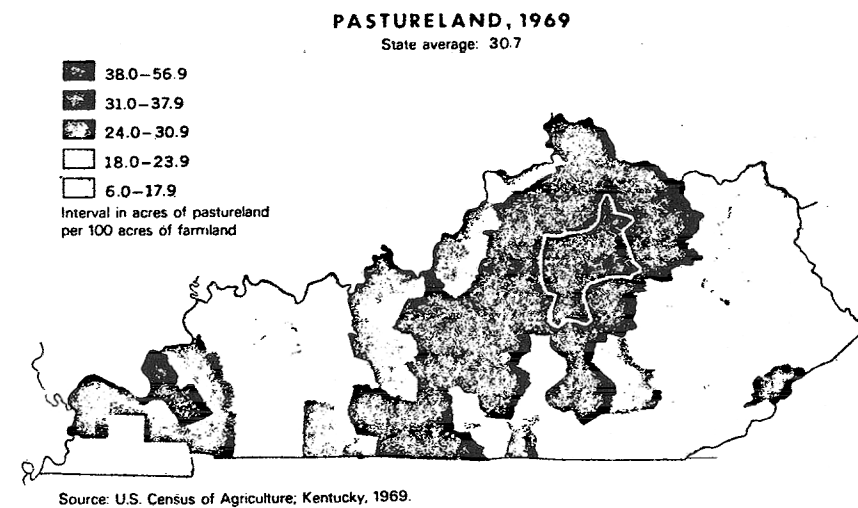 PASTURELAND, 1969
State average: 30.7
38.0–56.9
31.0–37.9
24.0–30.9
18.0–23.9
6.0–17.9
Interval in acres of pastureland
per 100 acres of farmland
Source: U.S. Census of Agriculture; Kentucky, 1969.